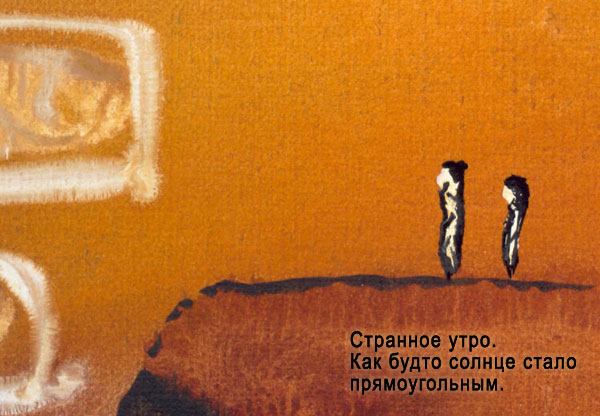 Странное утро.
Как будто солнце стало
прямоугольным.